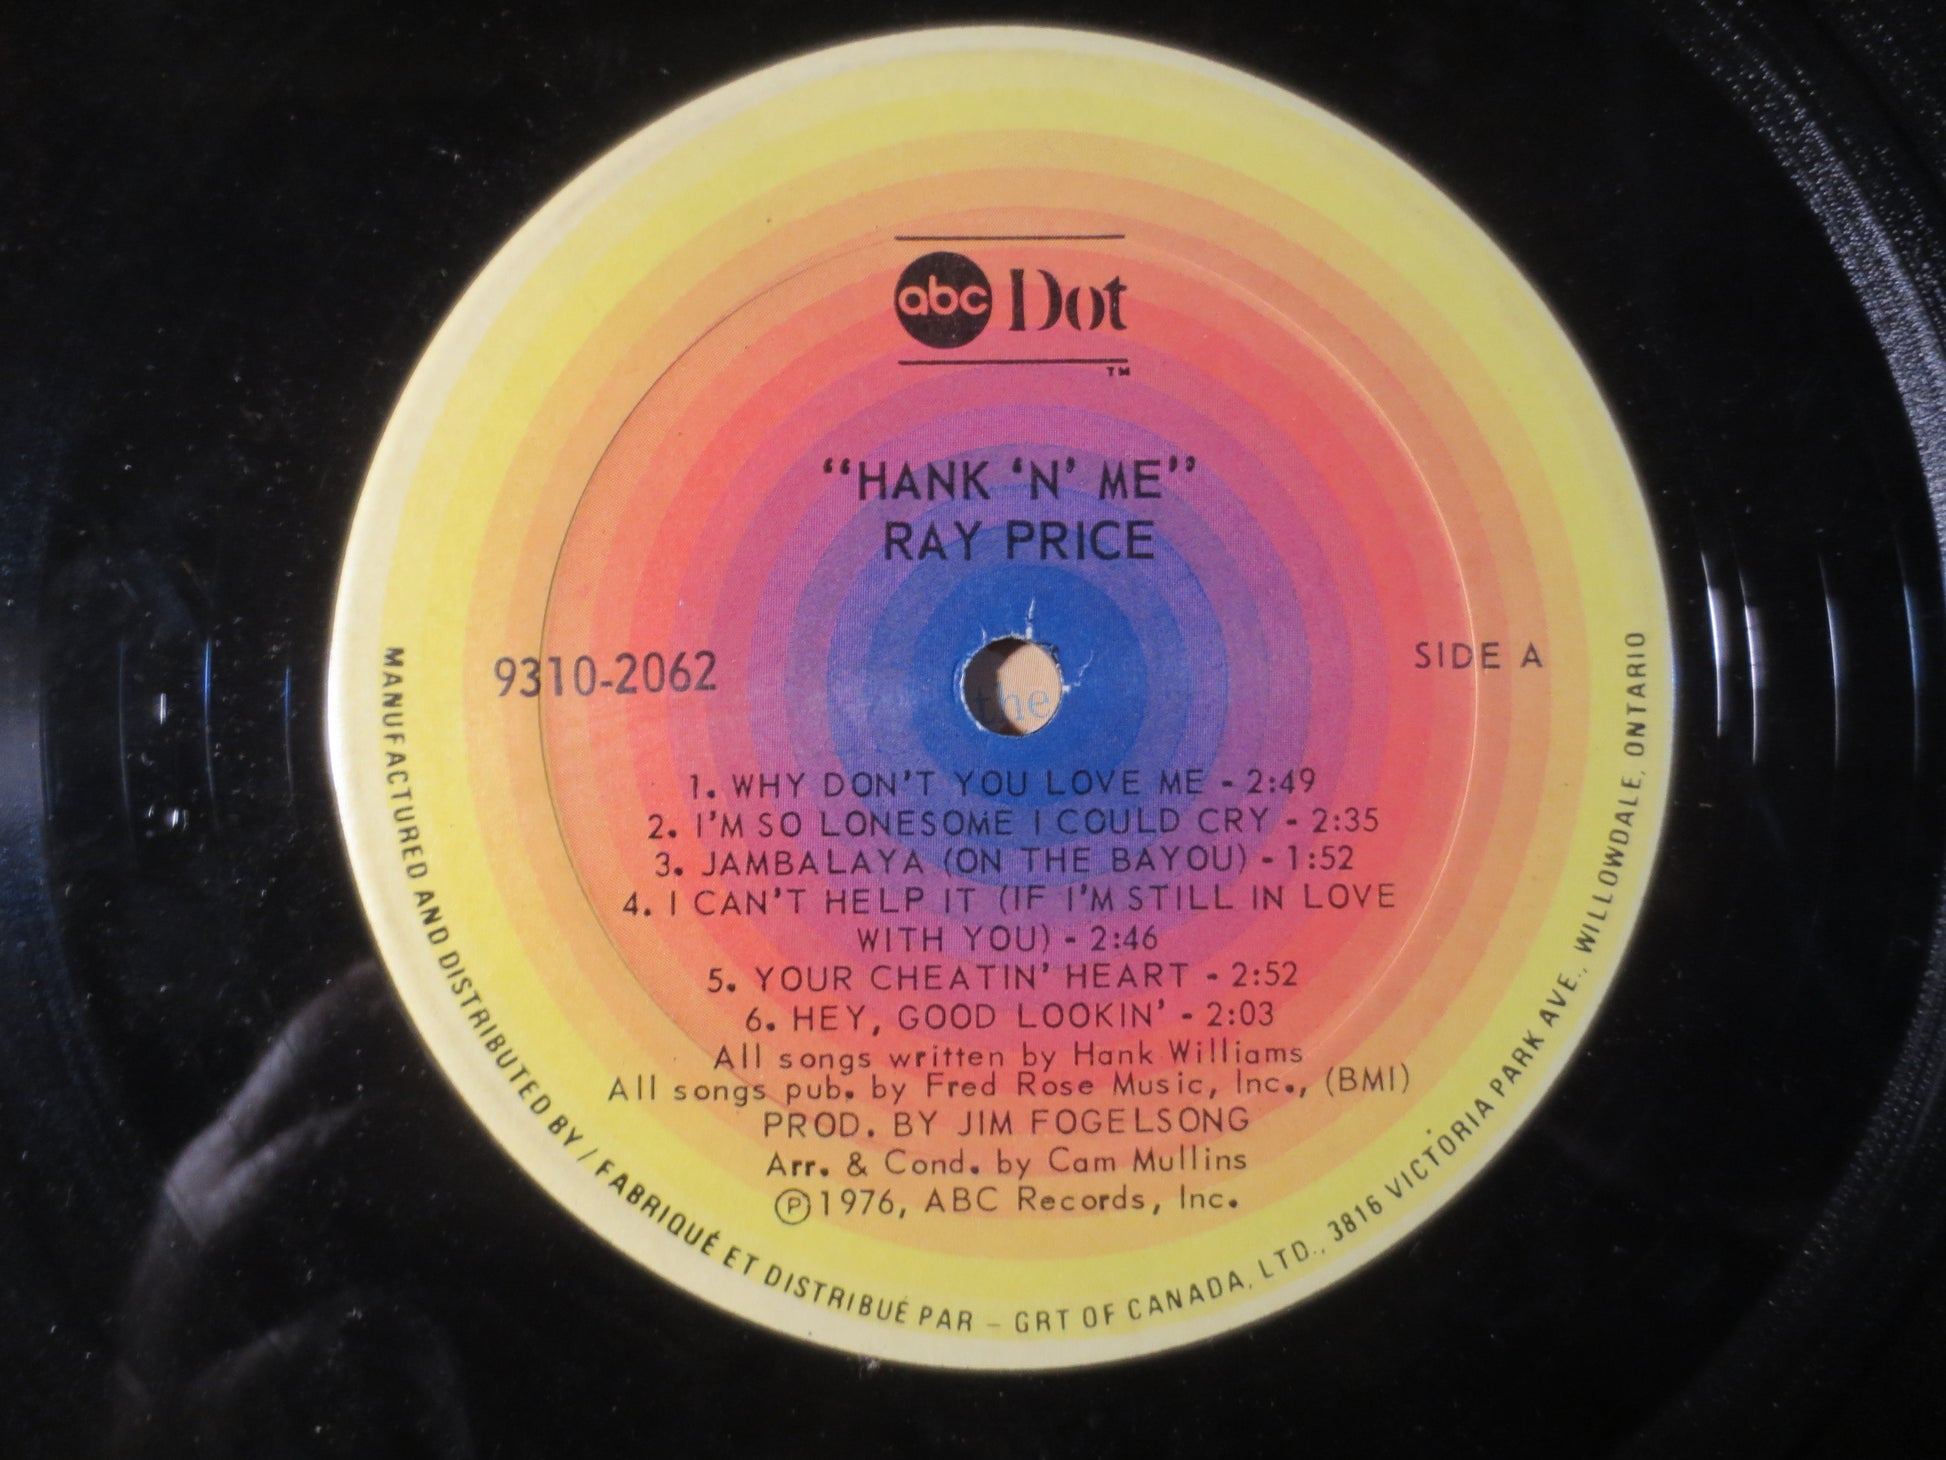 abc Dot
TM
"HANK 'N' ME"
RAY PRICE
9310-2062
SIDE A
the
1. WHY DON'T YOU LOVE ME - 2:49
2. I'M SO LONESOME I COULD CRY - 2:35
3. JAMBALAYA (ON THE BAYOU) - 1:52
4. I CAN'T HELP IT (IF I'M STILL IN LOVE
WITH YOU) - 2:46
5. YOUR CHEATIN' HEART - 2:52
6. HEY, GOOD LOOKIN' - 2:03
All songs written by Hank Williams
All songs pub. by Fred Rose Music, Inc., (BMI)
PROD. BY JIM FOGELSONG
Arr. & Cond. by Cam Mullins
Ⓟ1976, ABC Records, Inc.
MANUFACTURED AND DISTRIBUTED BY / FABRIQUÉ ET DISTRIBUÉ PAR - GRT OF CANADA, LTD., 3816 VICTORIA PARK AVE., WILLOWDALE, ONTARIO